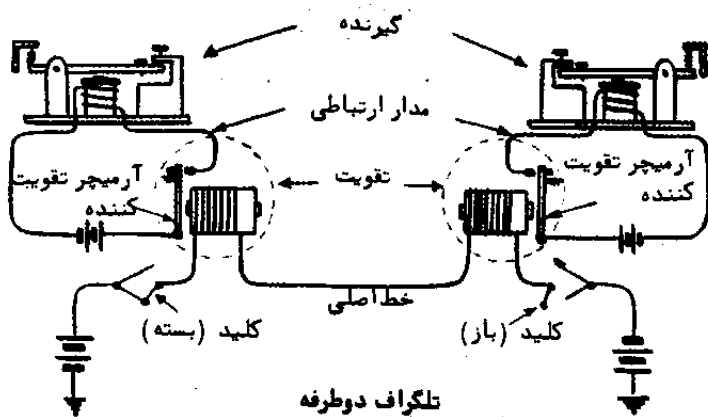 گیرنده
مدار ارتباطی
آرمیچر تقویت
کننده
تقویت
آرمیچر تقویت
کننده
خط اصلی
کلید (بسته)
کلید (باز)
تلگراف دوطرفه